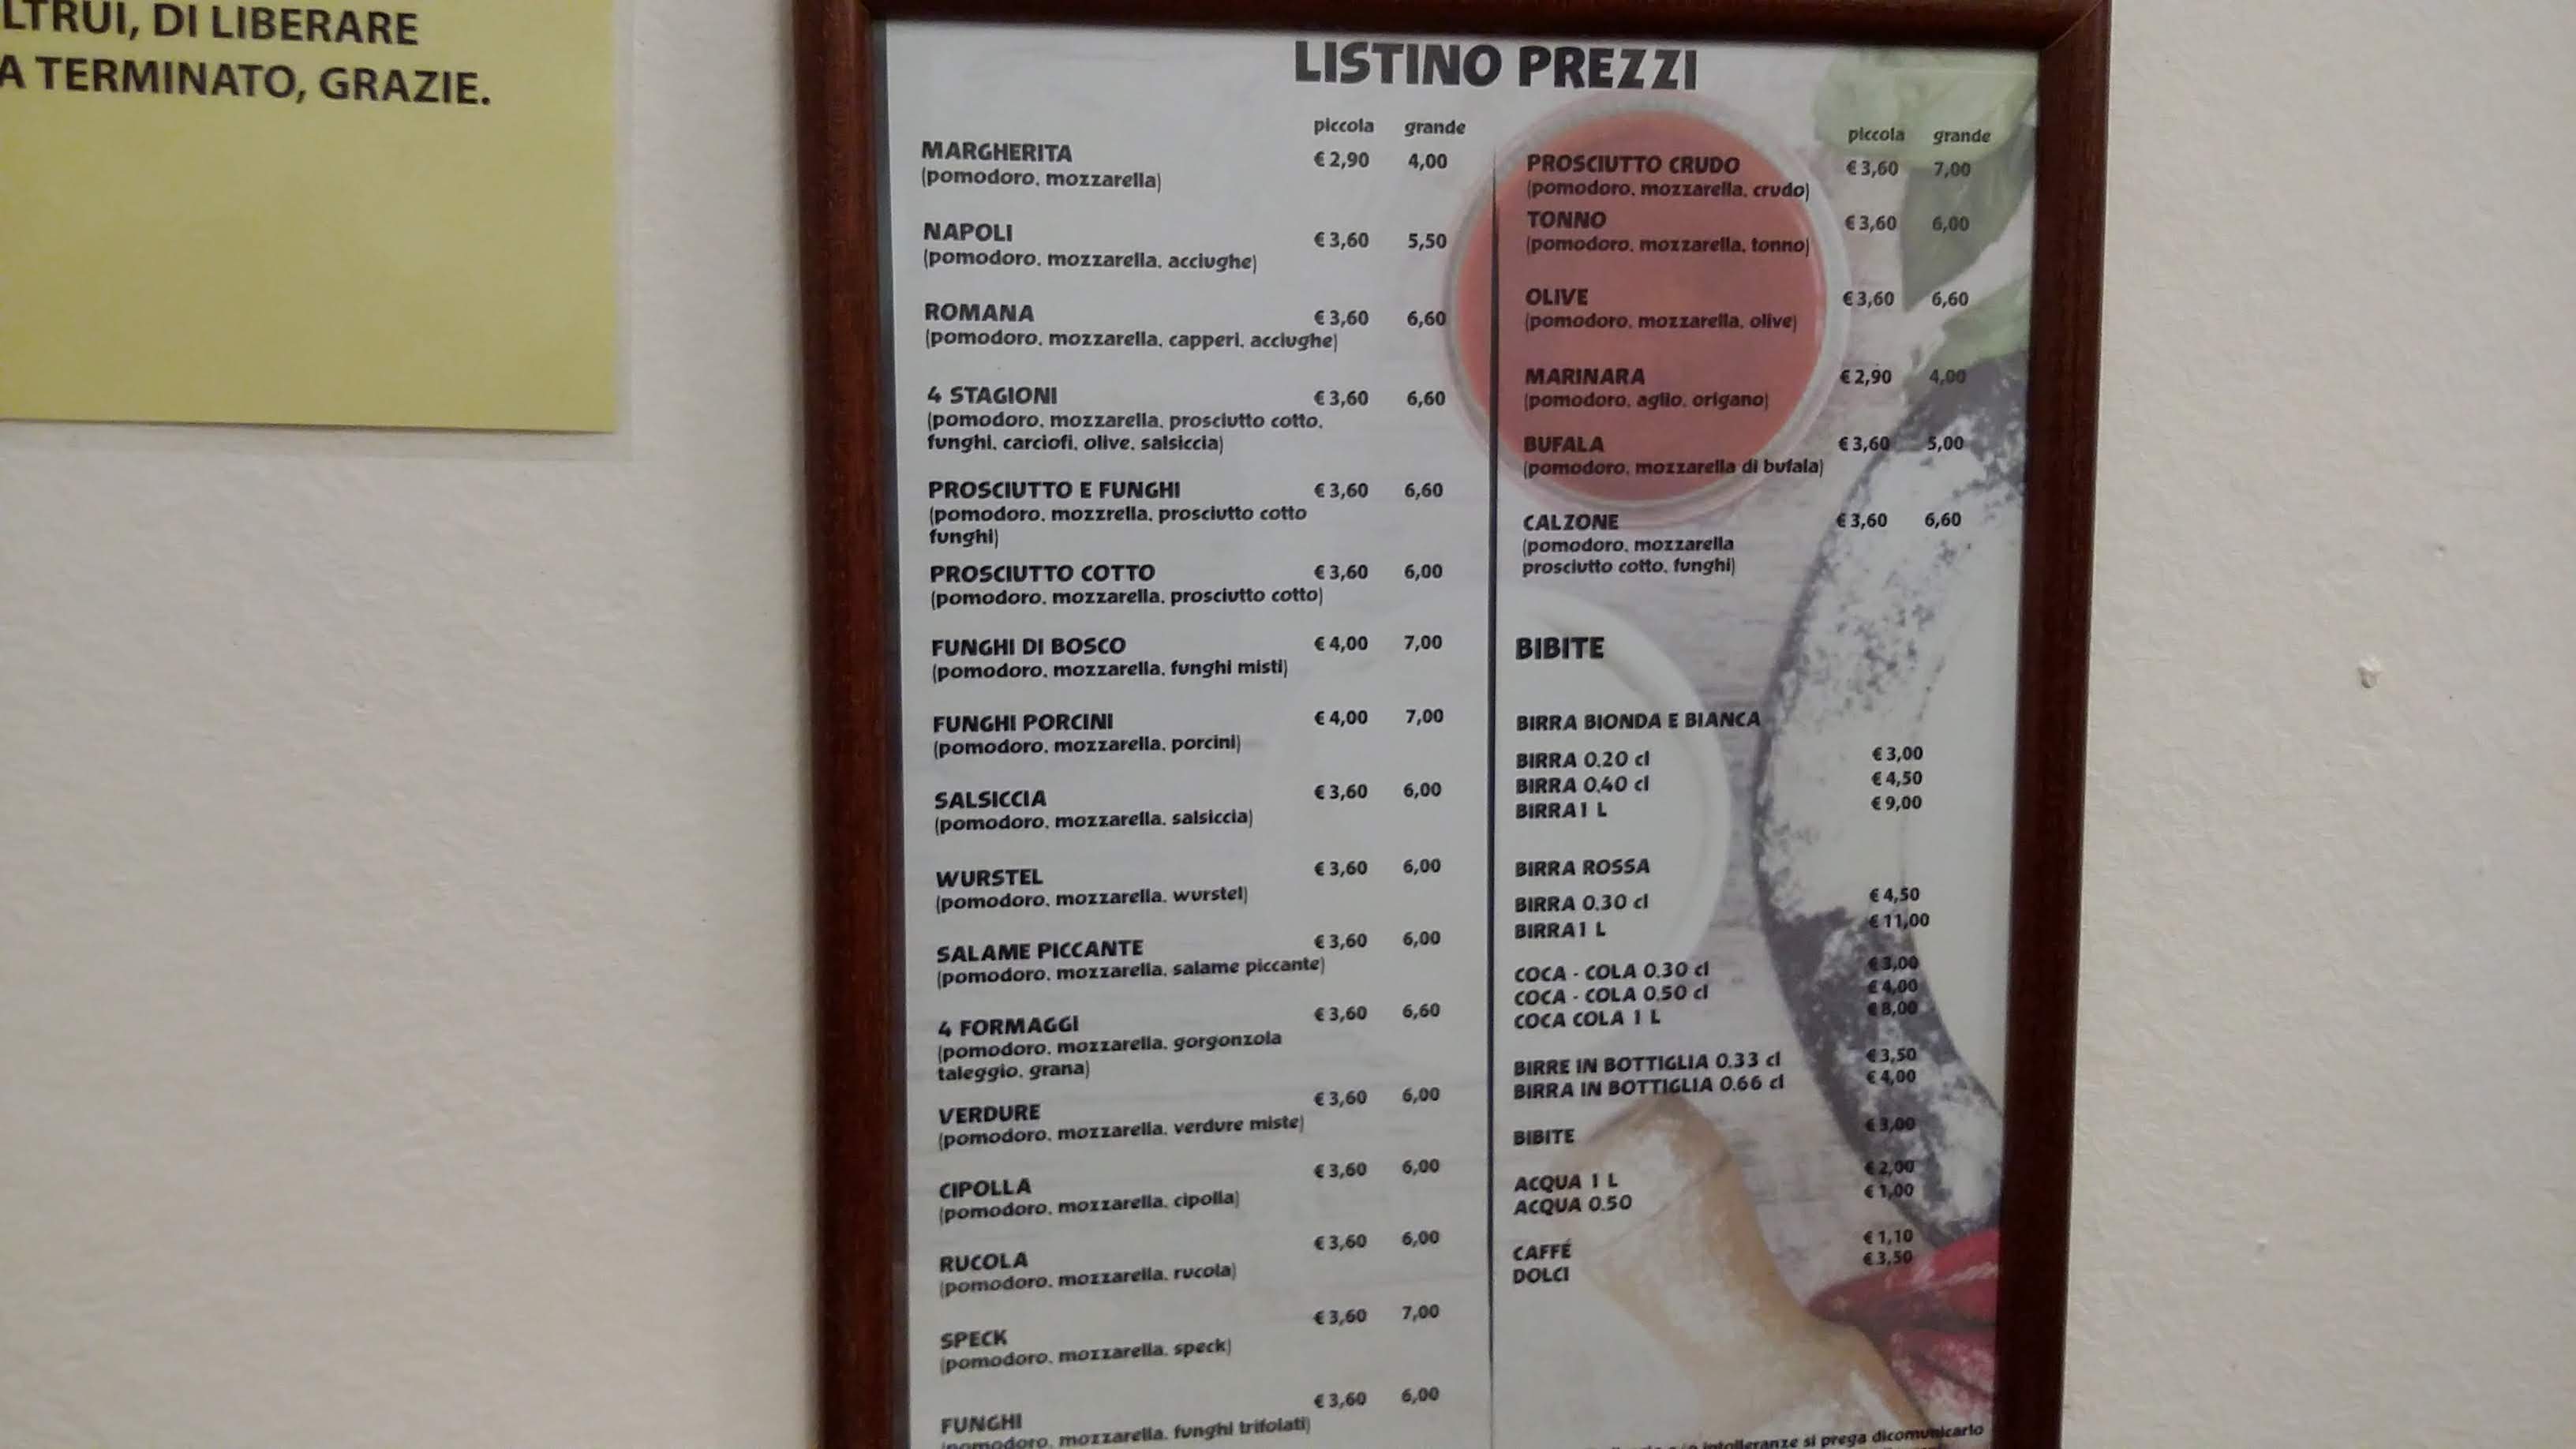 LTRUI, DI LIBERARE
A TERMINATO, GRAZIE.
LISTINO PREZZI
piccola grande
MARGHERITA € 2,90 4,00
(pomodoro, mozzarella)
NAPOLI € 3,60 5,50
(pomodoro, mozzarella, acciughe)
ROMANA € 3,60 6,60
(pomodoro, mozzarella, capperi, acciughe)
4 STAGIONI € 3,60 6,60
(pomodoro, mozzarella, prosciutto cotto,
funghi, carciofi, olive, salsiccia)
PROSCIUTTO E FUNGHI € 3,60 6,60
(pomodoro, mozzrella, prosciutto cotto
funghi)
PROSCIUTTO COTTO € 3,60 6,00
(pomodoro, mozzarella, prosciutto cotto)
FUNGHI DI BOSCO € 4,00 7,00
(pomodoro, mozzarella, funghi misti)
FUNGHI PORCINI € 4,00 7,00
(pomodoro, mozzarella, porcini)
SALSICCIA € 3,60 6,00
(pomodoro, mozzarella, salsiccia)
WURSTEL € 3,60 6,00
(pomodoro, mozzarella, wurstel)
SALAME PICCANTE € 3,60 6,00
(pomodoro, mozzarella, salame piccante)
4 FORMAGGI € 3,60 6,60
(pomodoro, mozzarella, gorgonzola
taleggio, grana)
VERDURE € 3,60 6,00
(pomodoro, mozzarella, verdure miste)
CIPOLLA € 3,60 6,00
(pomodoro, mozzarella, cipolla)
RUCOLA € 3,60 6,00
(pomodoro, mozzarella, rucola)
SPECK € 3,60 7,00
(pomodoro, mozzarella, speck)
FUNGHI € 3,60 6,00
(pomodoro, mozzarella, funghi trifolati)
piccola grande
PROSCIUTTO CRUDO € 3,60 7,00
(pomodoro, mozzarella, crudo)
TONNO € 3,60 6,00
(pomodoro, mozzarella, tonno)
OLIVE € 3,60 6,60
(pomodoro, mozzarella, olive)
MARINARA € 2,90 4,00
(pomodoro, aglio, origano)
BUFALA € 3,60 5,00
(pomodoro, mozzarella di bufala)
CALZONE € 3,60 6,60
(pomodoro, mozzarella
prosciutto cotto, funghi)
BIBITE
BIRRA BIONDA E BIANCA
BIRRA 0,20 cl € 3,00
BIRRA 0,40 cl € 4,50
BIRRA1 L € 9,00
BIRRA ROSSA
BIRRA 0,30 cl € 4,50
BIRRA1 L € 11,00
COCA - COLA 0,30 cl € 3,00
COCA - COLA 0,50 cl € 4,00
COCA COLA 1 L € 8,00
BIRRE IN BOTTIGLIA 0.33 cl € 3,50
BIRRA IN BOTTIGLIA 0.66 cl € 4,00
BIBITE € 3,00
ACQUA 1 L € 2,00
ACQUA 0.50 € 1,00
CAFFÉ € 1,10
DOLCI € 3,50
intolleranze si prega dicomunicarlo